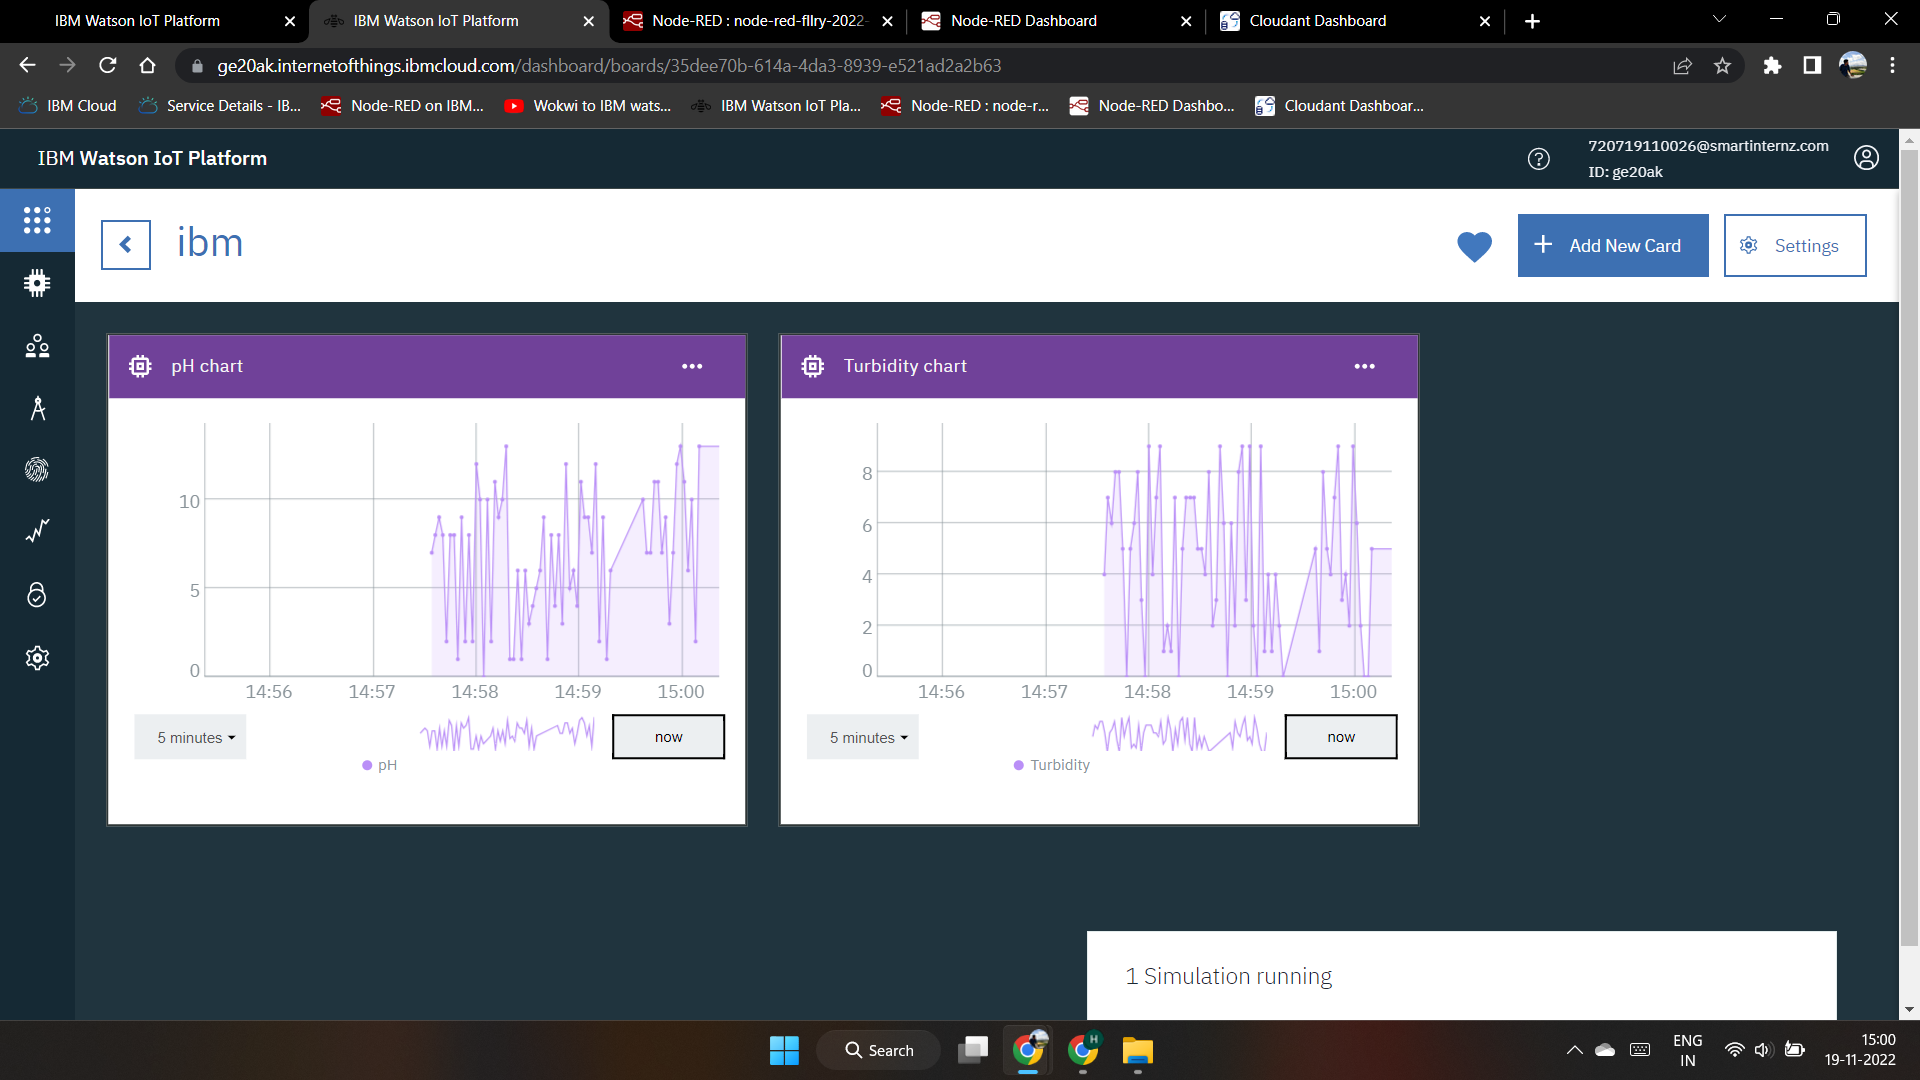 IBM Watson IoT Platform
IBM Watson IoT Platform
Node-RED : node-red-fllry-2022-
Node-RED Dashboard
Cloudant Dashboard
ge20ak.internetofthings.ibmcloud.com/dashboard/boards/35dee70b-614a-4da3-8939-e521ad2a2b63
IBM Cloud
Service Details - IB...
Node-RED on IBM...
Wokwi to IBM wats...
IBM Watson IoT Pla...
Node-RED : node-r...
Node-RED Dashbo...
Cloudant Dashboar...
IBM Watson IoT Platform
720719110026@smartinternz.com
ID: ge20ak
ibm
Add New Card
Settings
pH chart
10
5
0
14:56 14:57 14:58 14:59 15:00
5 minutes
now
pH
Turbidity chart
8
6
4
2
0
14:56 14:57 14:58 14:59 15:00
5 minutes
now
Turbidity
1 Simulation running
Search
H
ENG
IN
15:00
19-11-2022